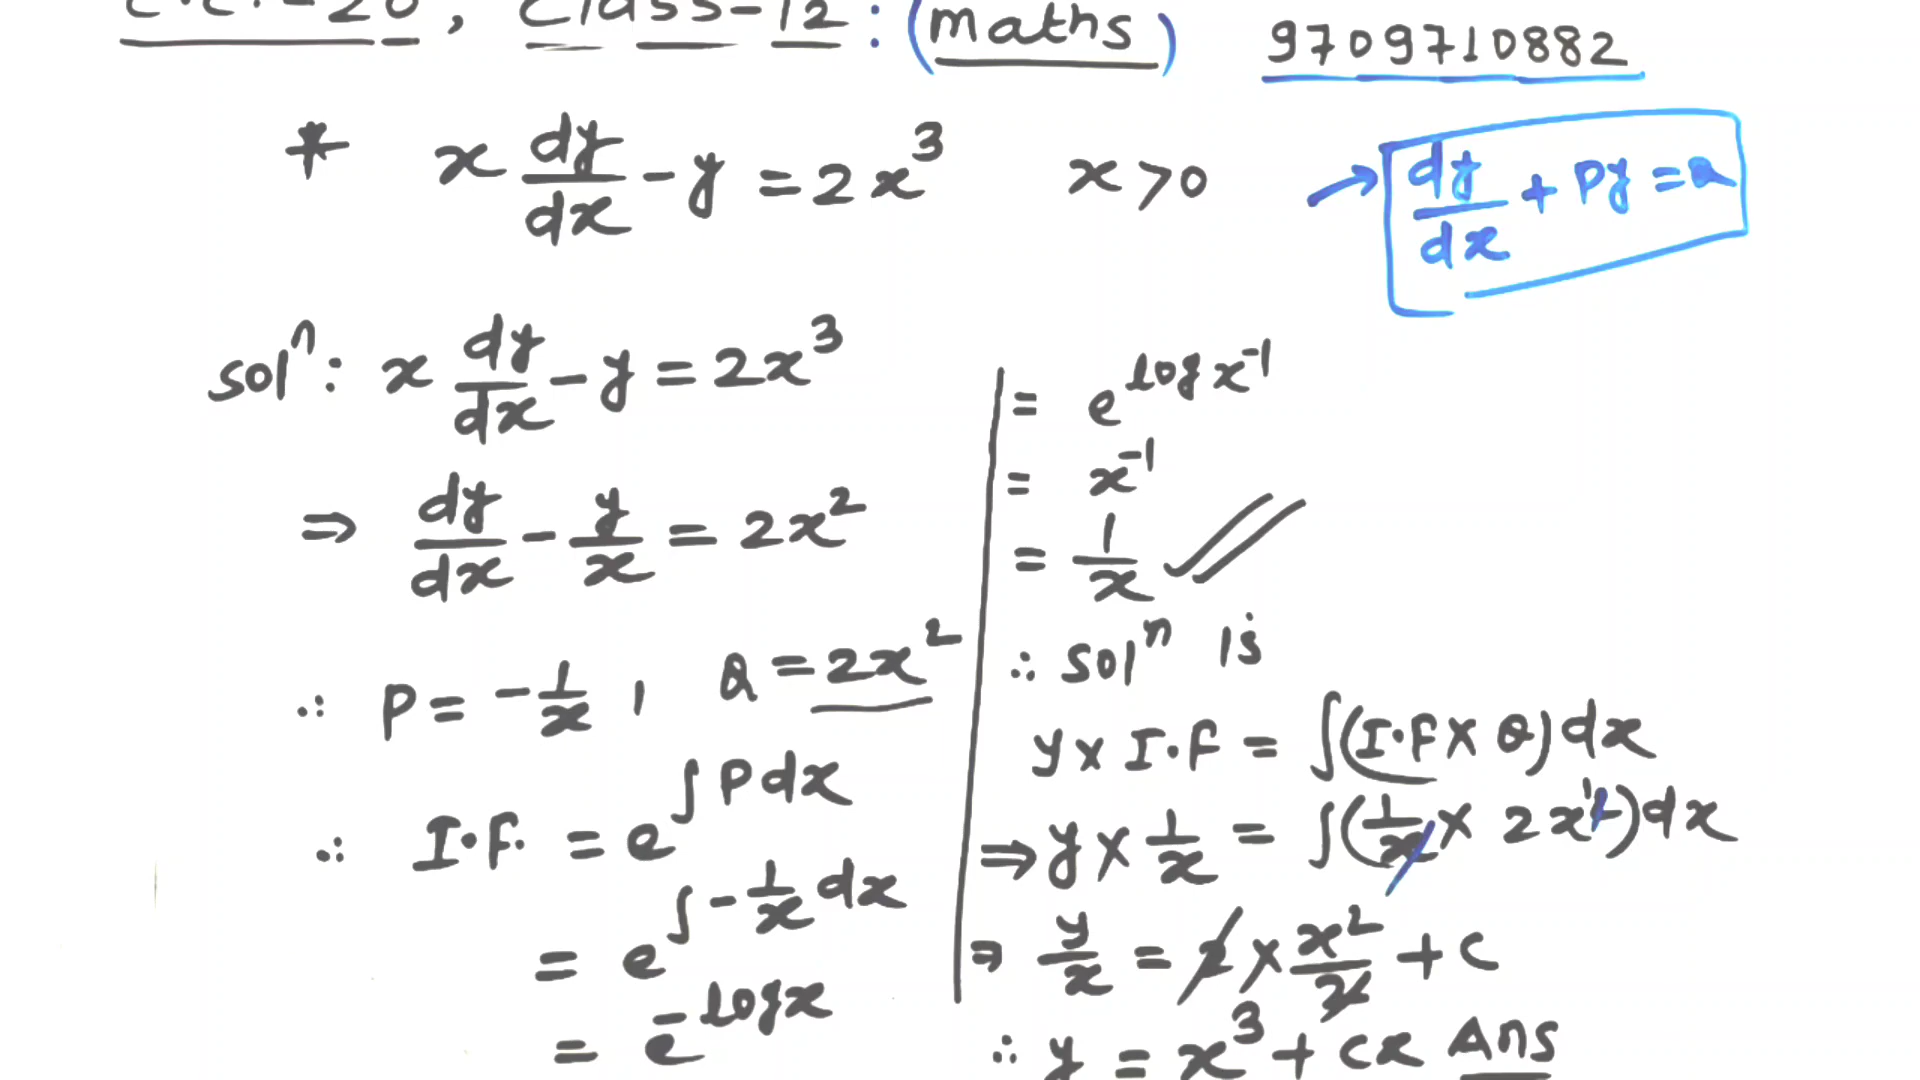 Class-12: (maths) 9709710882
* x dy/dx - y = 2x³ x>0 → dy/dx + Py = Q
solⁿ: x dy/dx - y = 2x³
⇒ dy/dx - y/x = 2x²
∴ P = -1/x, Q = 2x²
∴ I.F. = e^∫Pdx
= e^∫-1/x dx
= e^-logx
= e^logx⁻¹
= x⁻¹
= 1/x
∴ solⁿ is
y x I.F = ∫(I.F x Q)dx
⇒ y x 1/x = ∫(1/x x 2x²)dx
⇒ y/x = 2 x x²/2 + c
∴ y = x³ + cx Ans